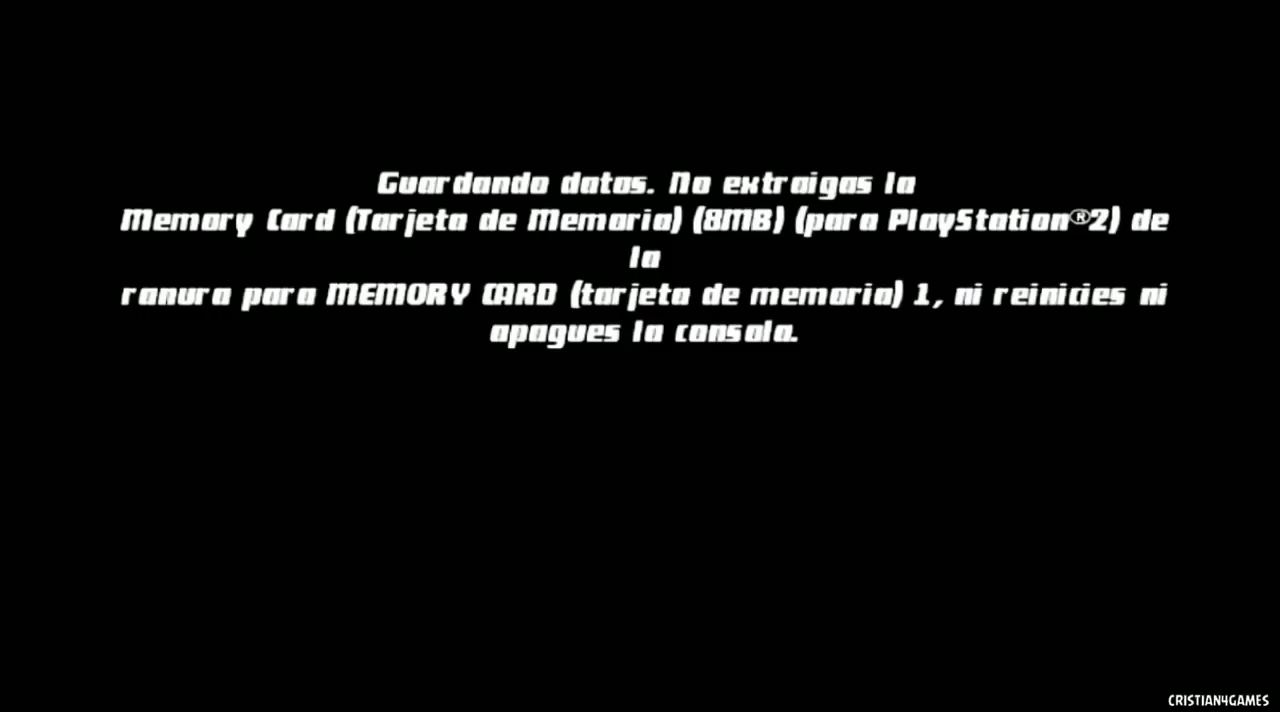 Guardando datos. No extraigas la
Memory Card (Tarjeta de Memoria) (8MB) (para PlayStation®2) de
la
ranura para MEMORY CARD (tarjeta de memoria) 1, ni reinicies ni
apagues la consola.
CRISTIAN4GAMES